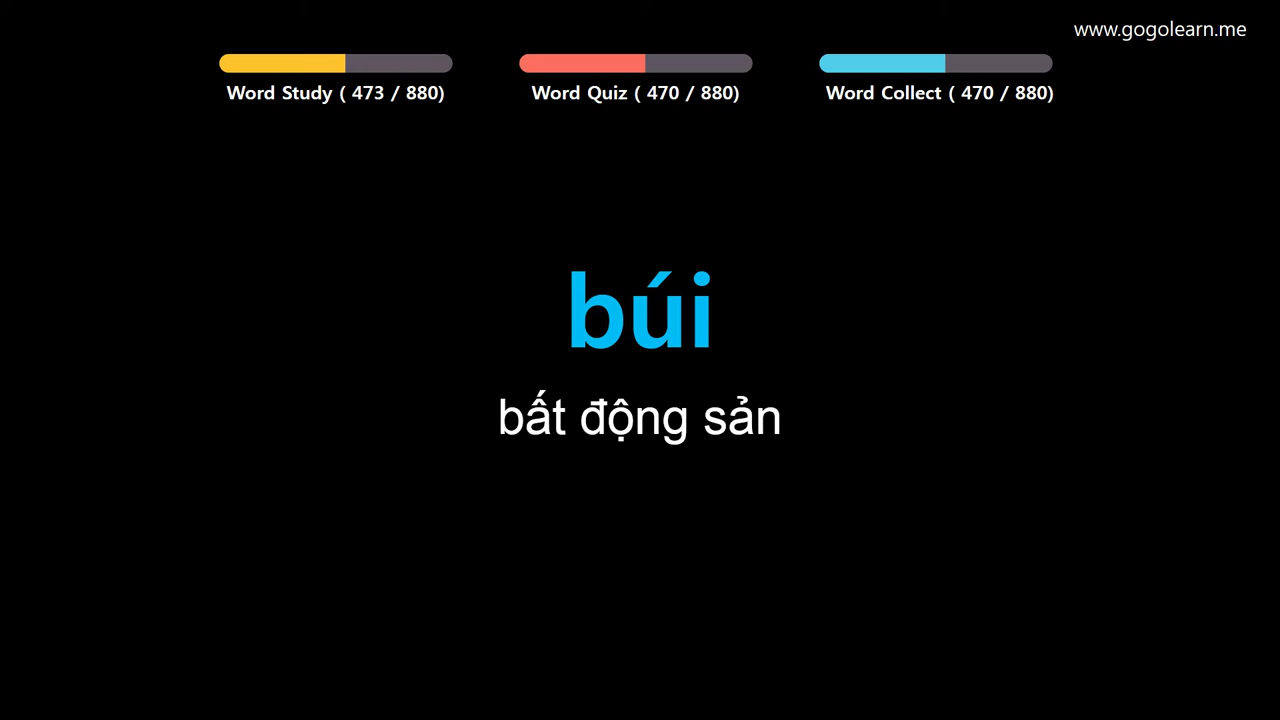 www.gogolearn.me
Word Study ( 473 / 880)
Word Quiz ( 470 / 880)
Word Collect ( 470 / 880)
búi
bất động sản